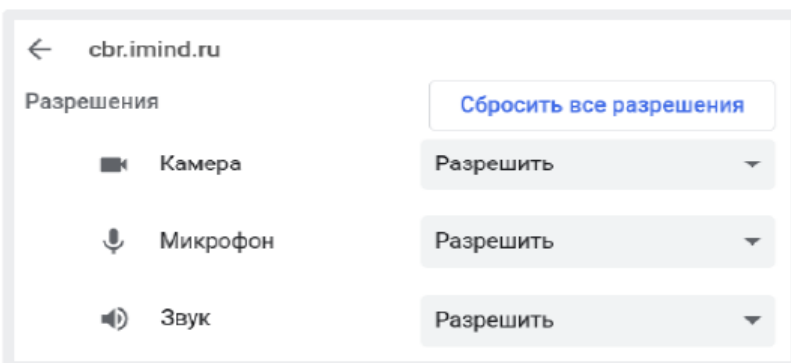 cbr.imind.ru
Разрешения
Сбросить все разрешения
Камера Разрешить
Микрофон Разрешить
Звук Разрешить